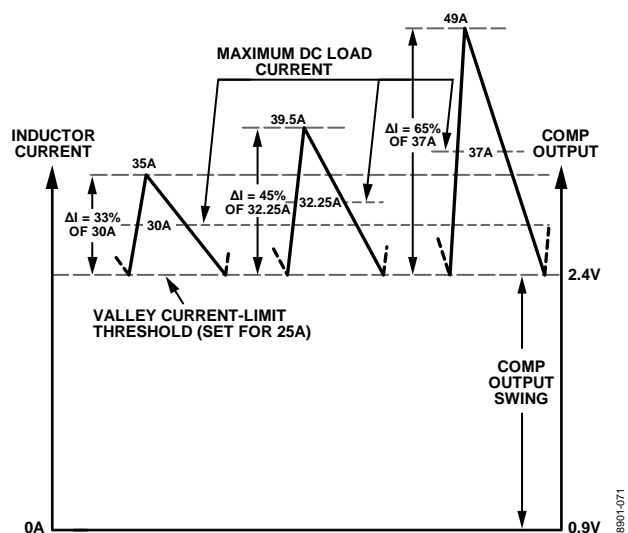 49A
MAXIMUM DC LOAD
CURRENT
39.5A
INDUCTOR
CURRENT
ΔI = 65%
OF 37A
37A
COMP
OUTPUT
35A
ΔI = 45%
OF 32.25A
32.25A
ΔI = 33%
OF 30A
30A
2.4V
VALLEY CURRENT-LIMIT
THRESHOLD (SET FOR 25A)
COMP
OUTPUT
SWING
0A
0.9V
8901-071